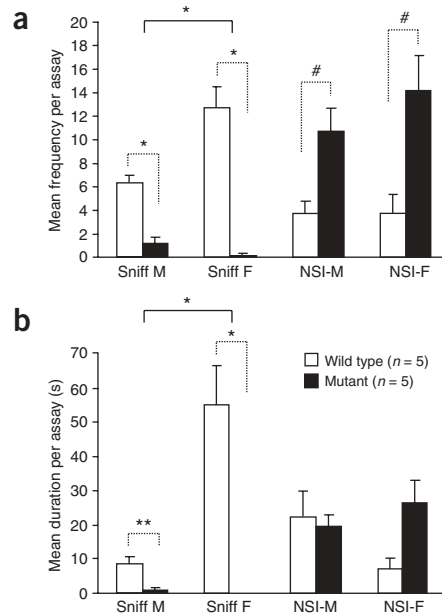 a
*
*
*
#
#
Mean frequency per assay
20
18
16
14
12
10
8
6
4
2
0
Sniff M
Sniff F
NSI-M
NSI-F
b
*
*
**
Wild type (n = 5)
Mutant (n = 5)
Mean duration per assay (s)
70
60
50
40
30
20
10
0
Sniff M
Sniff F
NSI-M
NSI-F